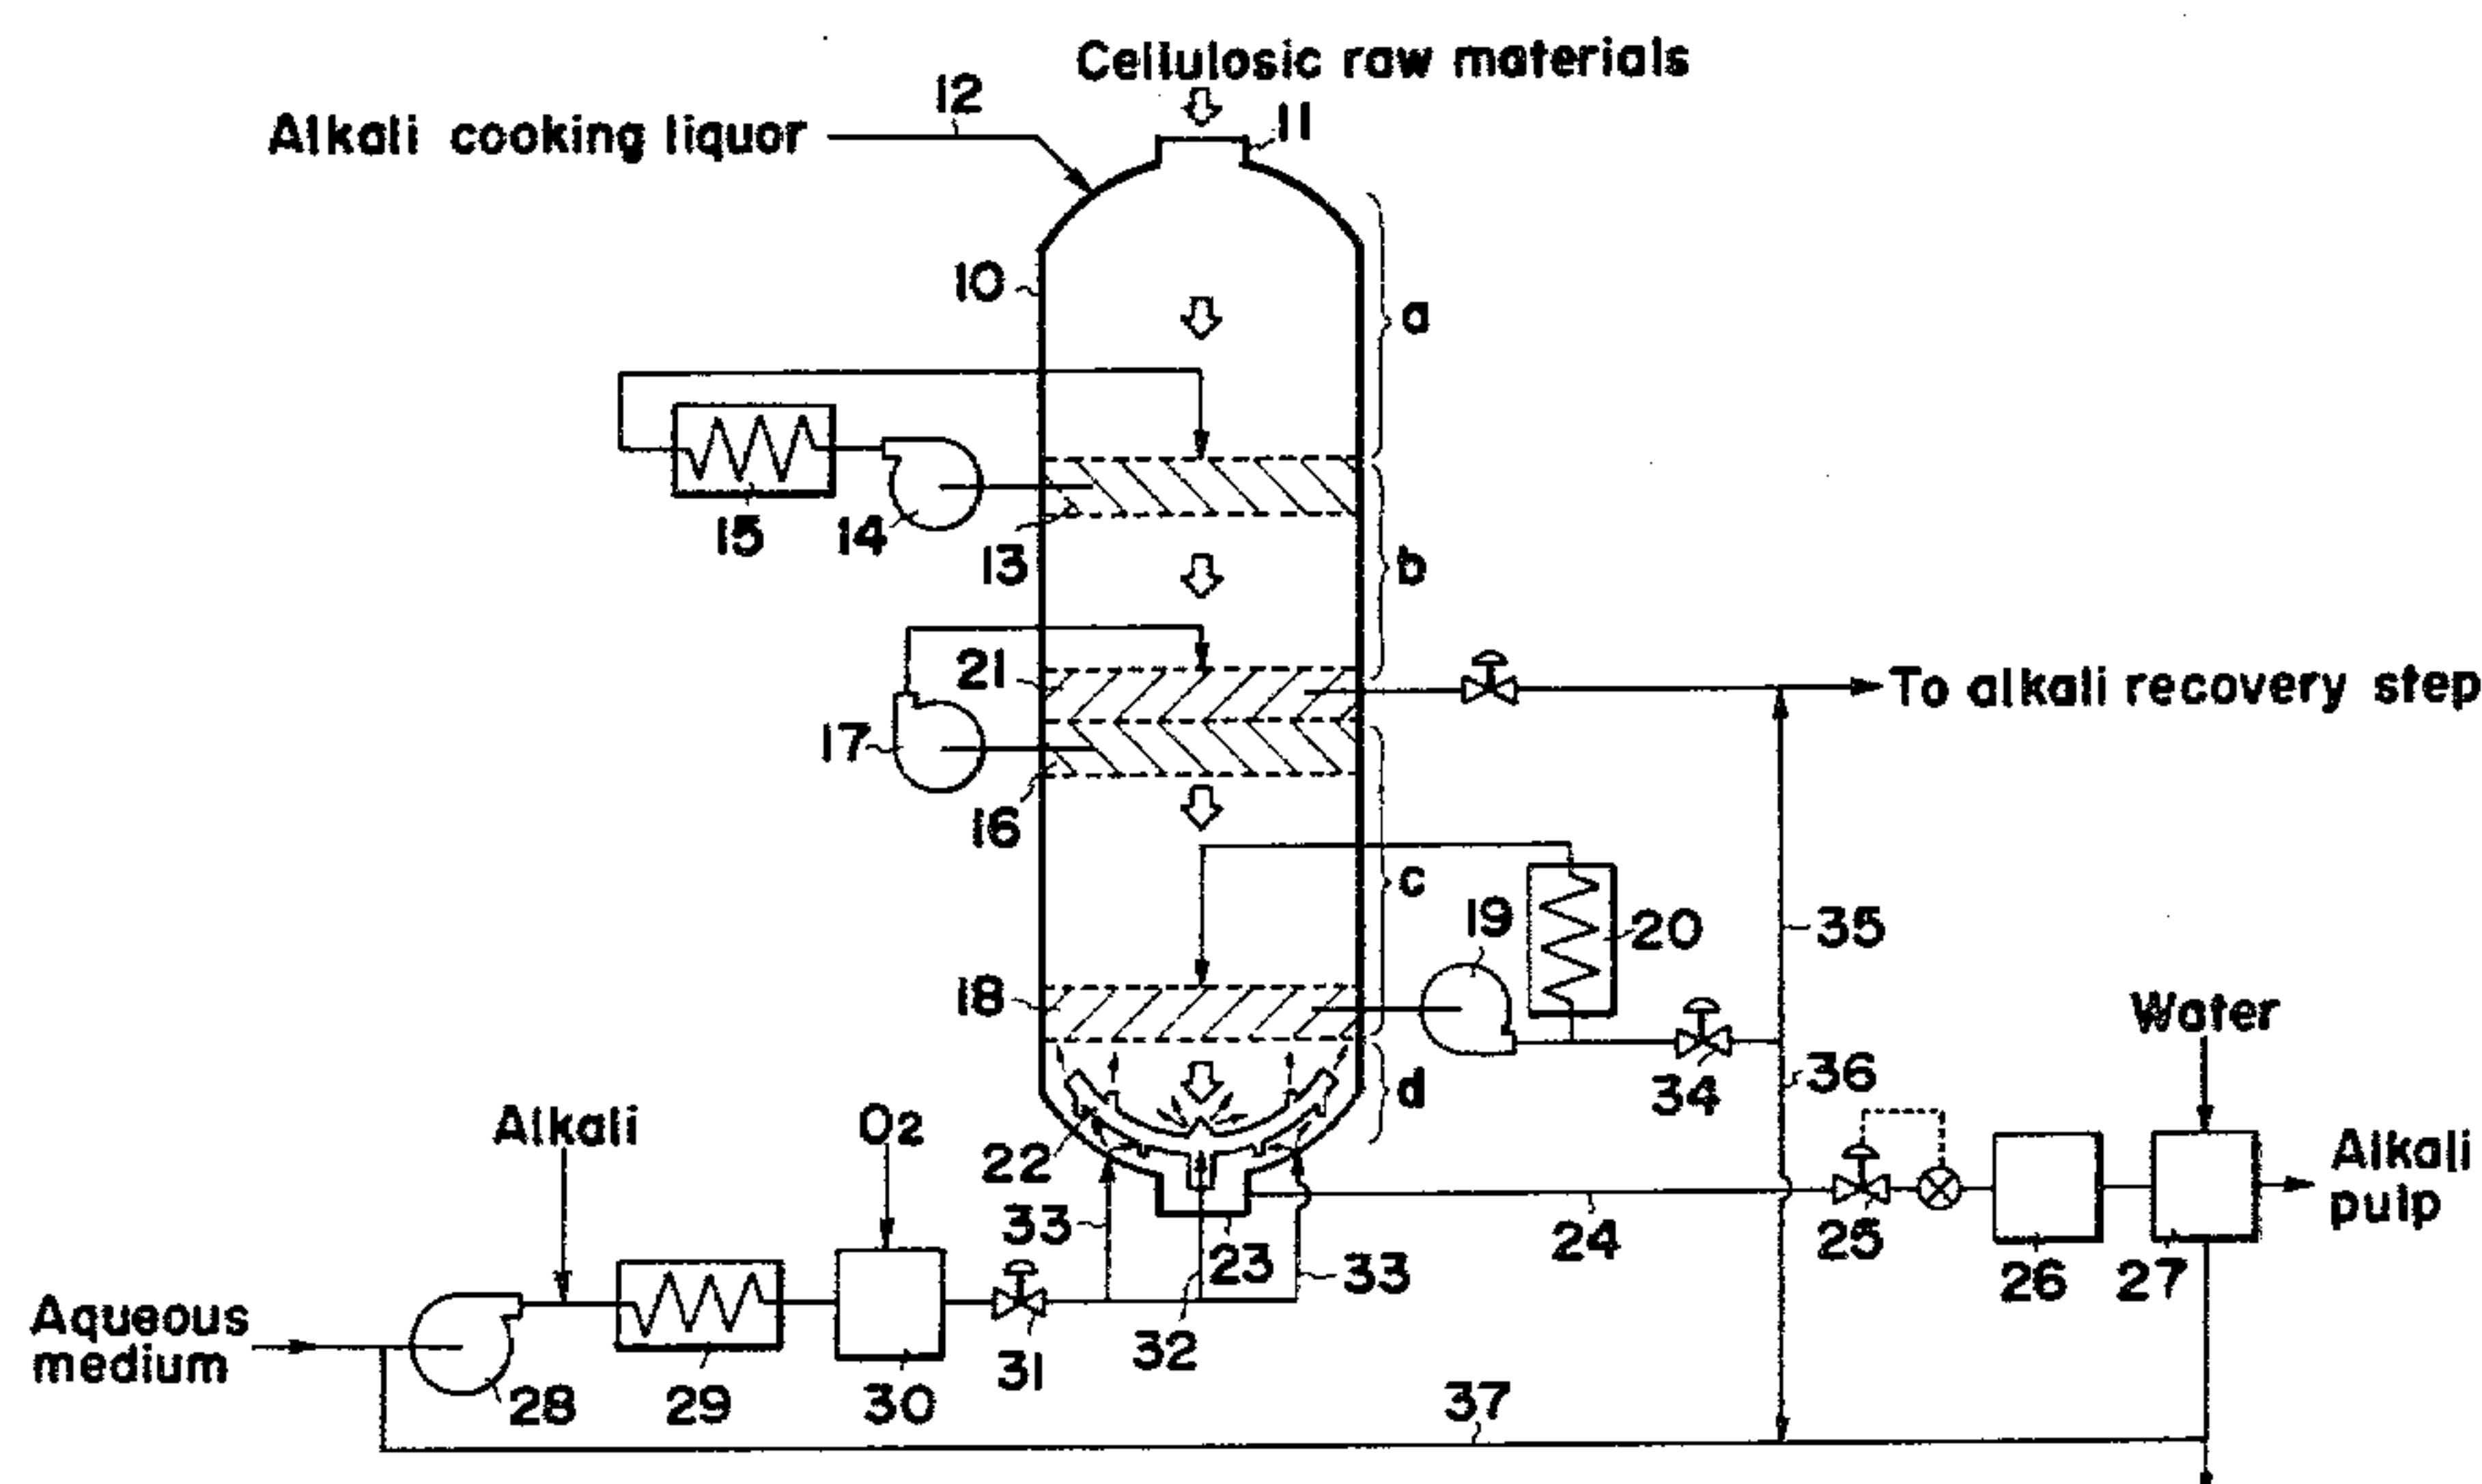 Cellulosic raw materials
12
11
Alkali cooking liquor
10
a
15
14
13
b
21
To alkali recovery step
17
16
c
19
20
35
18
Water
34
36
d
Alkali
O2
22
Alkali
pulp
33
25
24
23
33
26
27
Aqueous
medium
32
31
28
29
30
37